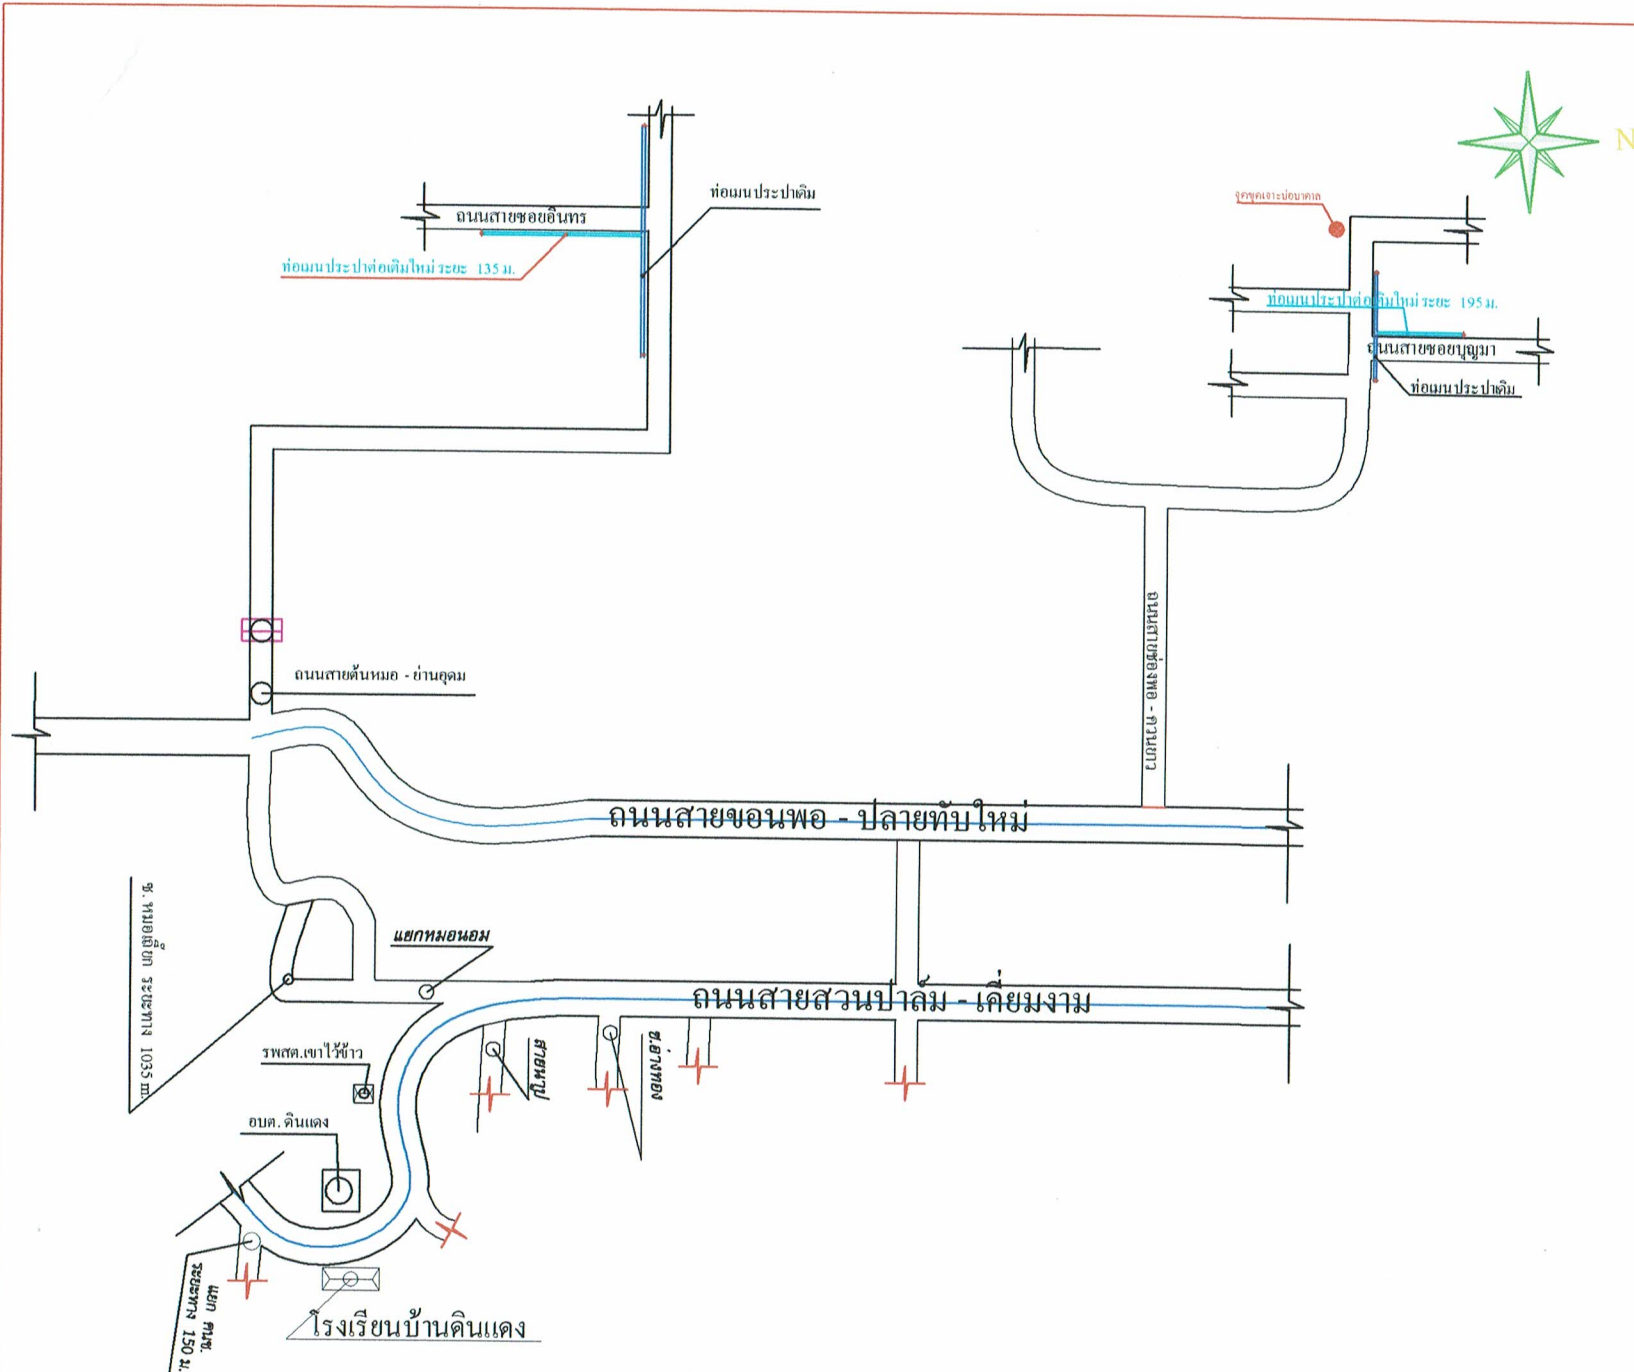 N
ท่อเมนประปาเดิม
จุดขุดเจาะบ่อบาดาล
ถนนสายซอยอินทร
ท่อเมนประปาต่อเติมใหม่ ระยะ 135 ม.
ท่อเมนประปาต่อเติมใหม่ ระยะ 195 ม.
ถนนสายซอยบุญมา
ท่อเมนประปาเดิม
ถนนสายช่องพอ - ควนยาว
ถนนสายต้นหมอ - ย่านอุดม
ถนนสายขอนพอ - ปลายทับใหม่
ระยะทาง 1035 m.
แยกหมอนอม
ถนนสายสวนปาล์ม - เคี่ยมงาม
รพสต.เขาไว้ข้าว
สายหนูป
ซ.อ่างทอง
อบต. ดินแดง
แยก คมช.
ระยะทาง 150 ม.
โรงเรียนบ้านดินแดง